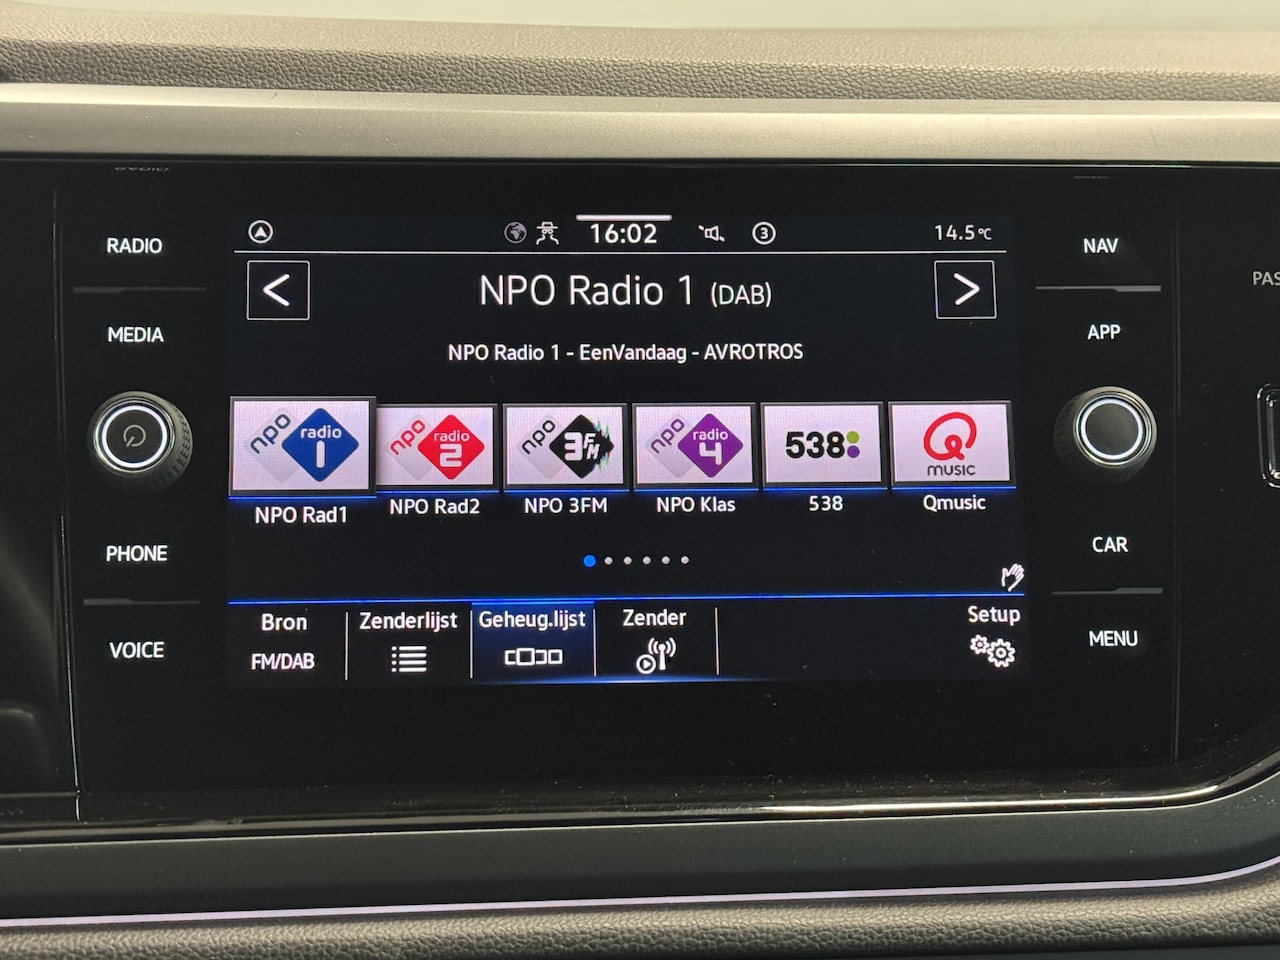 RADIO
MEDIA
PHONE
VOICE
16:02
3
14.5°C
NPO Radio 1 (DAB)
NPO Radio 1 - EenVandaag - AVROTROS
npo radio 1
npo radio 2
npo 3FM
npo radio 4
538
Q MUSIC
NPO Rad1
NPO Rad2
NPO 3FM
NPO Klas
538
Qmusic
Bron
FM/DAB
Zenderlijst
Geheug.lijst
Zender
Setup
NAV
APP
CAR
MENU
PAS